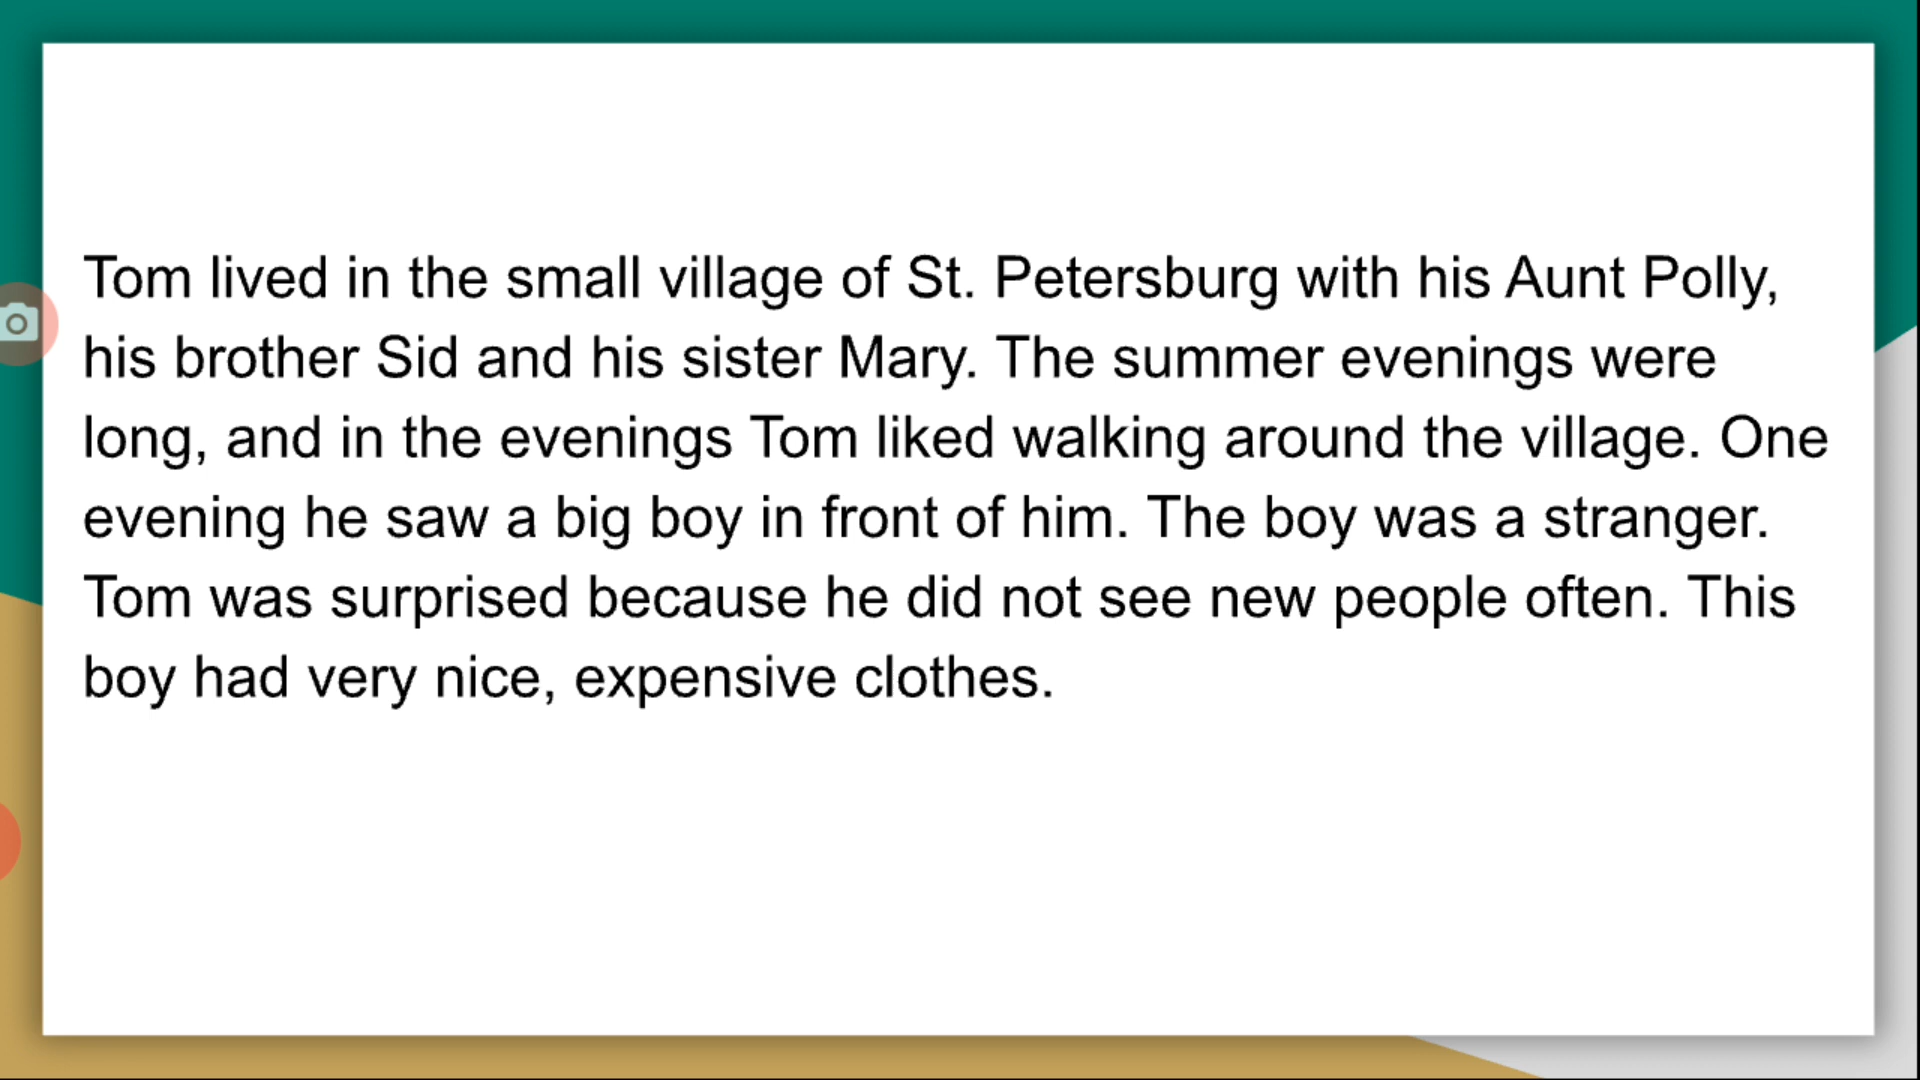 Tom lived in the small village of St. Petersburg with his Aunt Polly,
his brother Sid and his sister Mary. The summer evenings were
long, and in the evenings Tom liked walking around the village. One
evening he saw a big boy in front of him. The boy was a stranger.
Tom was surprised because he did not see new people often. This
boy had very nice, expensive clothes.